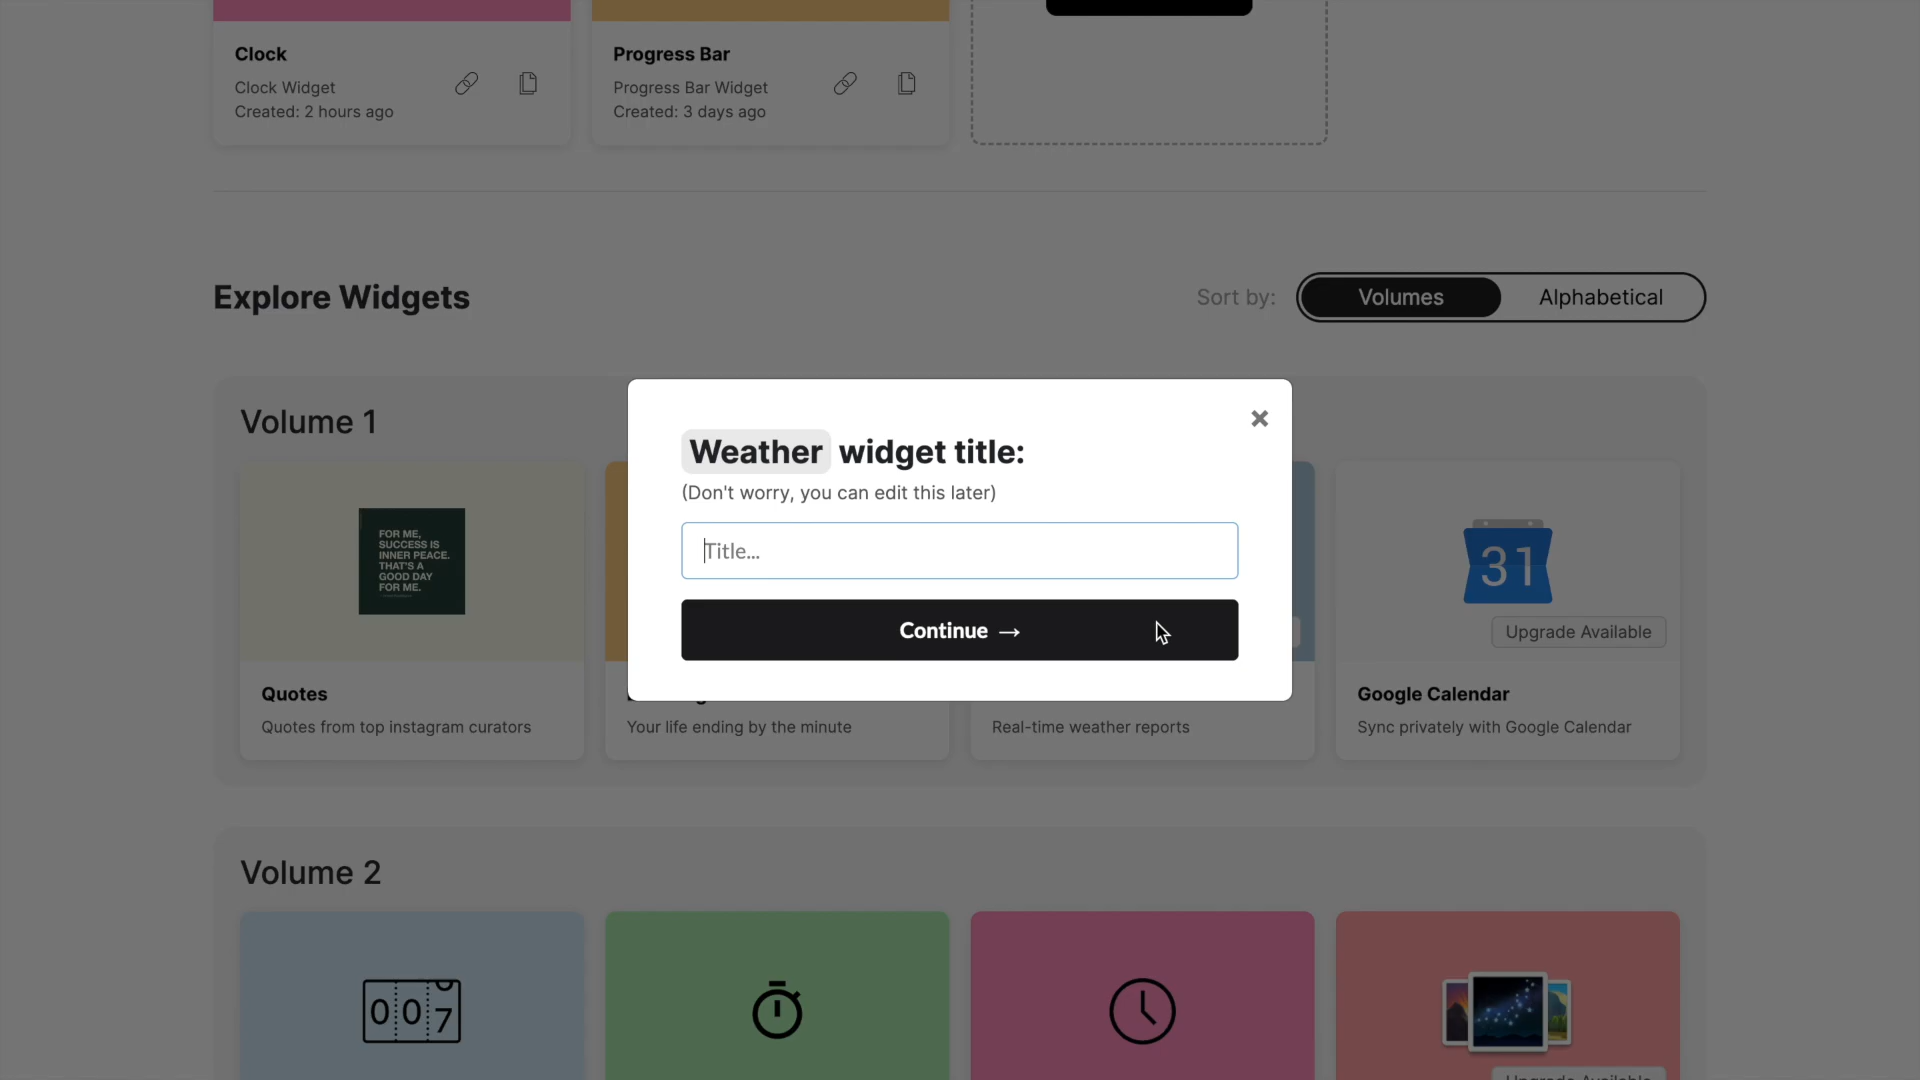 Clock
Clock Widget
Created: 2 hours ago
Progress Bar
Progress Bar Widget
Created: 3 days ago
Explore Widgets
Sort by:
Volumes
Alphabetical
Volume 1
Weather widget title:
(Don't worry, you can edit this later)
Title...
Continue →
FOR ME,
SUCCESS IS
INNER PEACE.
THAT'S A
GOOD DAY
FOR ME.
31
Upgrade Available
Quotes
Quotes from top instagram curators
Your life ending by the minute
Real-time weather reports
Google Calendar
Sync privately with Google Calendar
Volume 2
007
Upgrade Available